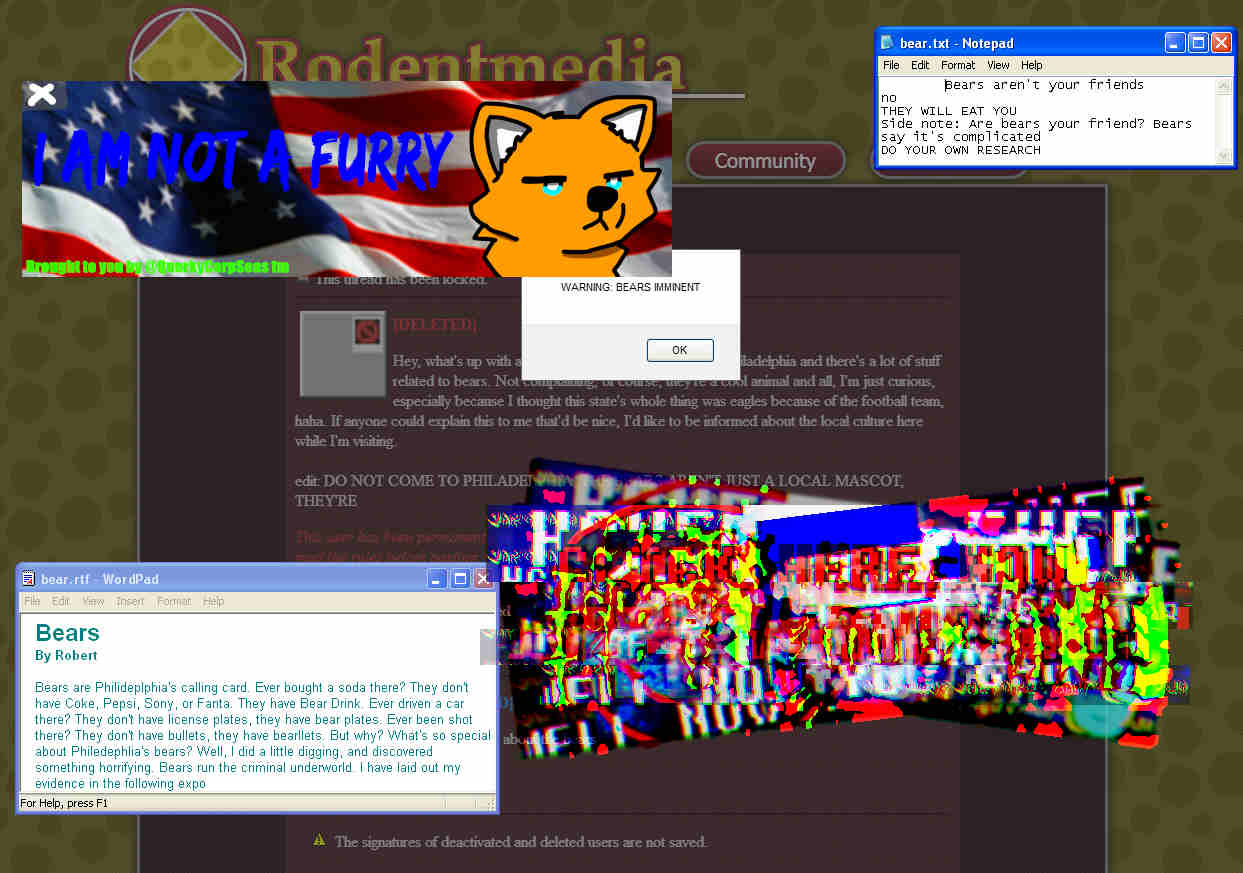 Rodentmedia
bear.txt - Notepad
File Edit Format View Help
Bears aren't your friends
no
THEY WILL EAT YOU
Side note: Are bears your friend? Bears
say it's complicated
DO YOUR OWN RESEARCH
I AM NOT A FURRY
Brought to you by @QuerkyCorpSons tm
Community
This thread has been locked.
WARNING: BEARS IMMINENT
OK
[DELETED]
Hey, what's up with a
iladelphia and there's a lot of stuff
related to bears. Not complaining, of course, they're a cool animal and all, I'm just curious,
especially because I thought this state's whole thing was eagles because of the football team,
haha. If anyone could explain this to me that'd be nice, I'd like to be informed about the local culture here
while I'm visiting.
edit: DO NOT COME TO PHILADELPHIA, THE BEARS AREN'T JUST A LOCAL MASCOT,
THEY'RE
This user has been permanent
read the rules before posting
bear.rtf - WordPad
File Edit View Insert Format Help
Bears
By Robert
Bears are Philideplphia's calling card. Ever bought a soda there? They don't
have Coke, Pepsi, Sony, or Fanta. They have Bear Drink. Ever driven a car
there? They don't have license plates, they have bear plates. Ever been shot
there? They don't have bullets, they have bearllets. But why? What's so special
about Philedephlia's bears? Well, I did a little digging, and discovered
something horrifying. Bears run the criminal underworld. I have laid out my
evidence in the following expo
For Help, press F1
about the bears
The signatures of deactivated and deleted users are not saved.